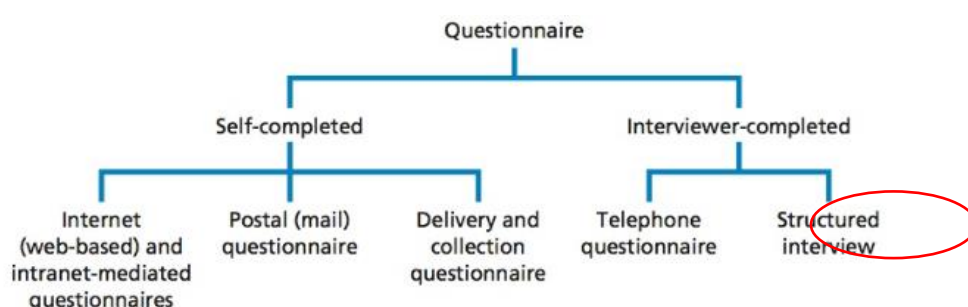 Questionnaire
Self-completed
Interviewer-completed
Internet
(web-based) and
intranet-mediated
questionnaires
Postal (mail)
questionnaire
Delivery and
collection
questionnaire
Telephone
questionnaire
Structured
interview